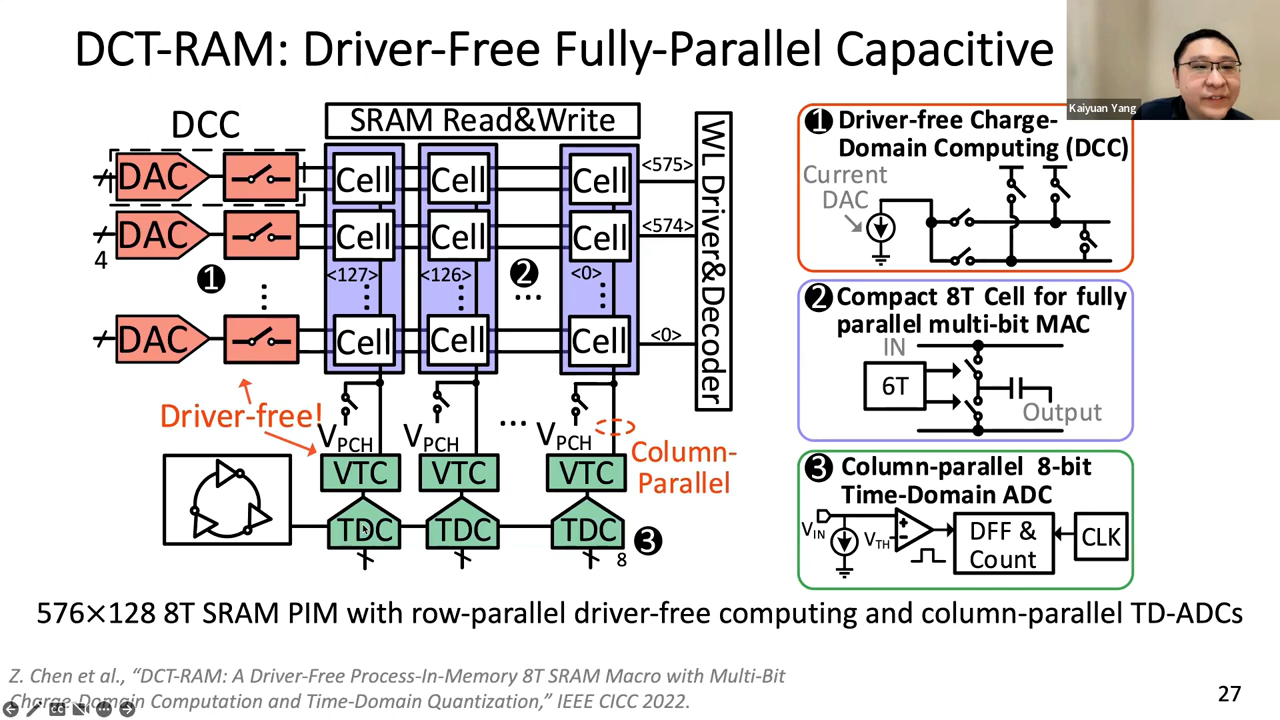 DCT-RAM: Driver-Free Fully-Parallel Capacitive
Kaiyuan Yang
DCC
SRAM Read&Write
WL Driver&Decoder
DAC
Cell
Cell
Cell
<575>
DAC
Cell
Cell
Cell
<574>
4
❶
<127>
<126>
❷
<0>
...
DAC
Cell
Cell
Cell
<0>
Driver-free!
VPCH
VPCH
...
VPCH
Column-
Parallel
VTC
VTC
VTC
TDC
TDC
TDC
❸
8
❶ Driver-free Charge-
Domain Computing (DCC)
Current
DAC
❷ Compact 8T Cell for fully
parallel multi-bit MAC
IN
6T
Output
❸ Column-parallel 8-bit
Time-Domain ADC
VIN
VTH
+
-
DFF &
Count
CLK
576×128 8T SRAM PIM with row-parallel driver-free computing and column-parallel TD-ADCs
Z. Chen et al., “DCT-RAM: A Driver-Free Process-In-Memory 8T SRAM Macro with Multi-Bit
Charge-Domain Computation and Time-Domain Quantization,” IEEE CICC 2022.
27